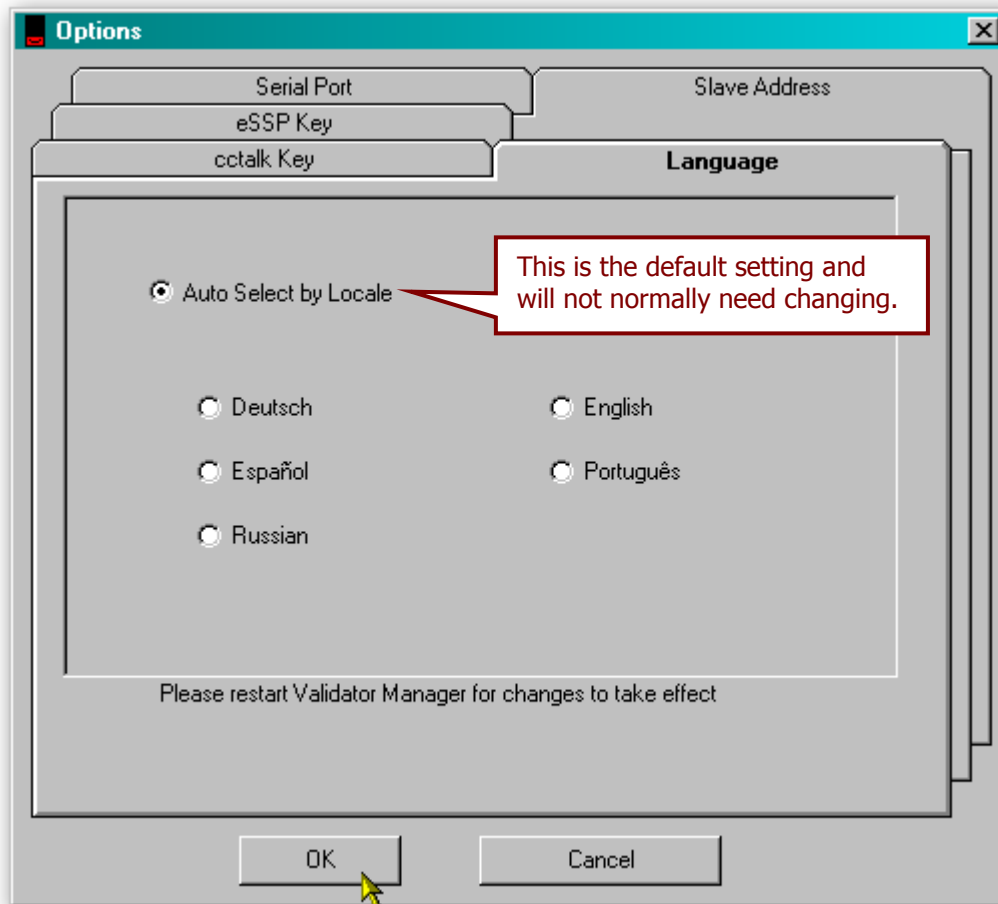 Options
Serial Port
Slave Address
eSSP Key
cctalk Key
Language
Auto Select by Locale
This is the default setting and
will not normally need changing.
Deutsch
English
Español
Português
Russian
Please restart Validator Manager for changes to take effect
OK
Cancel